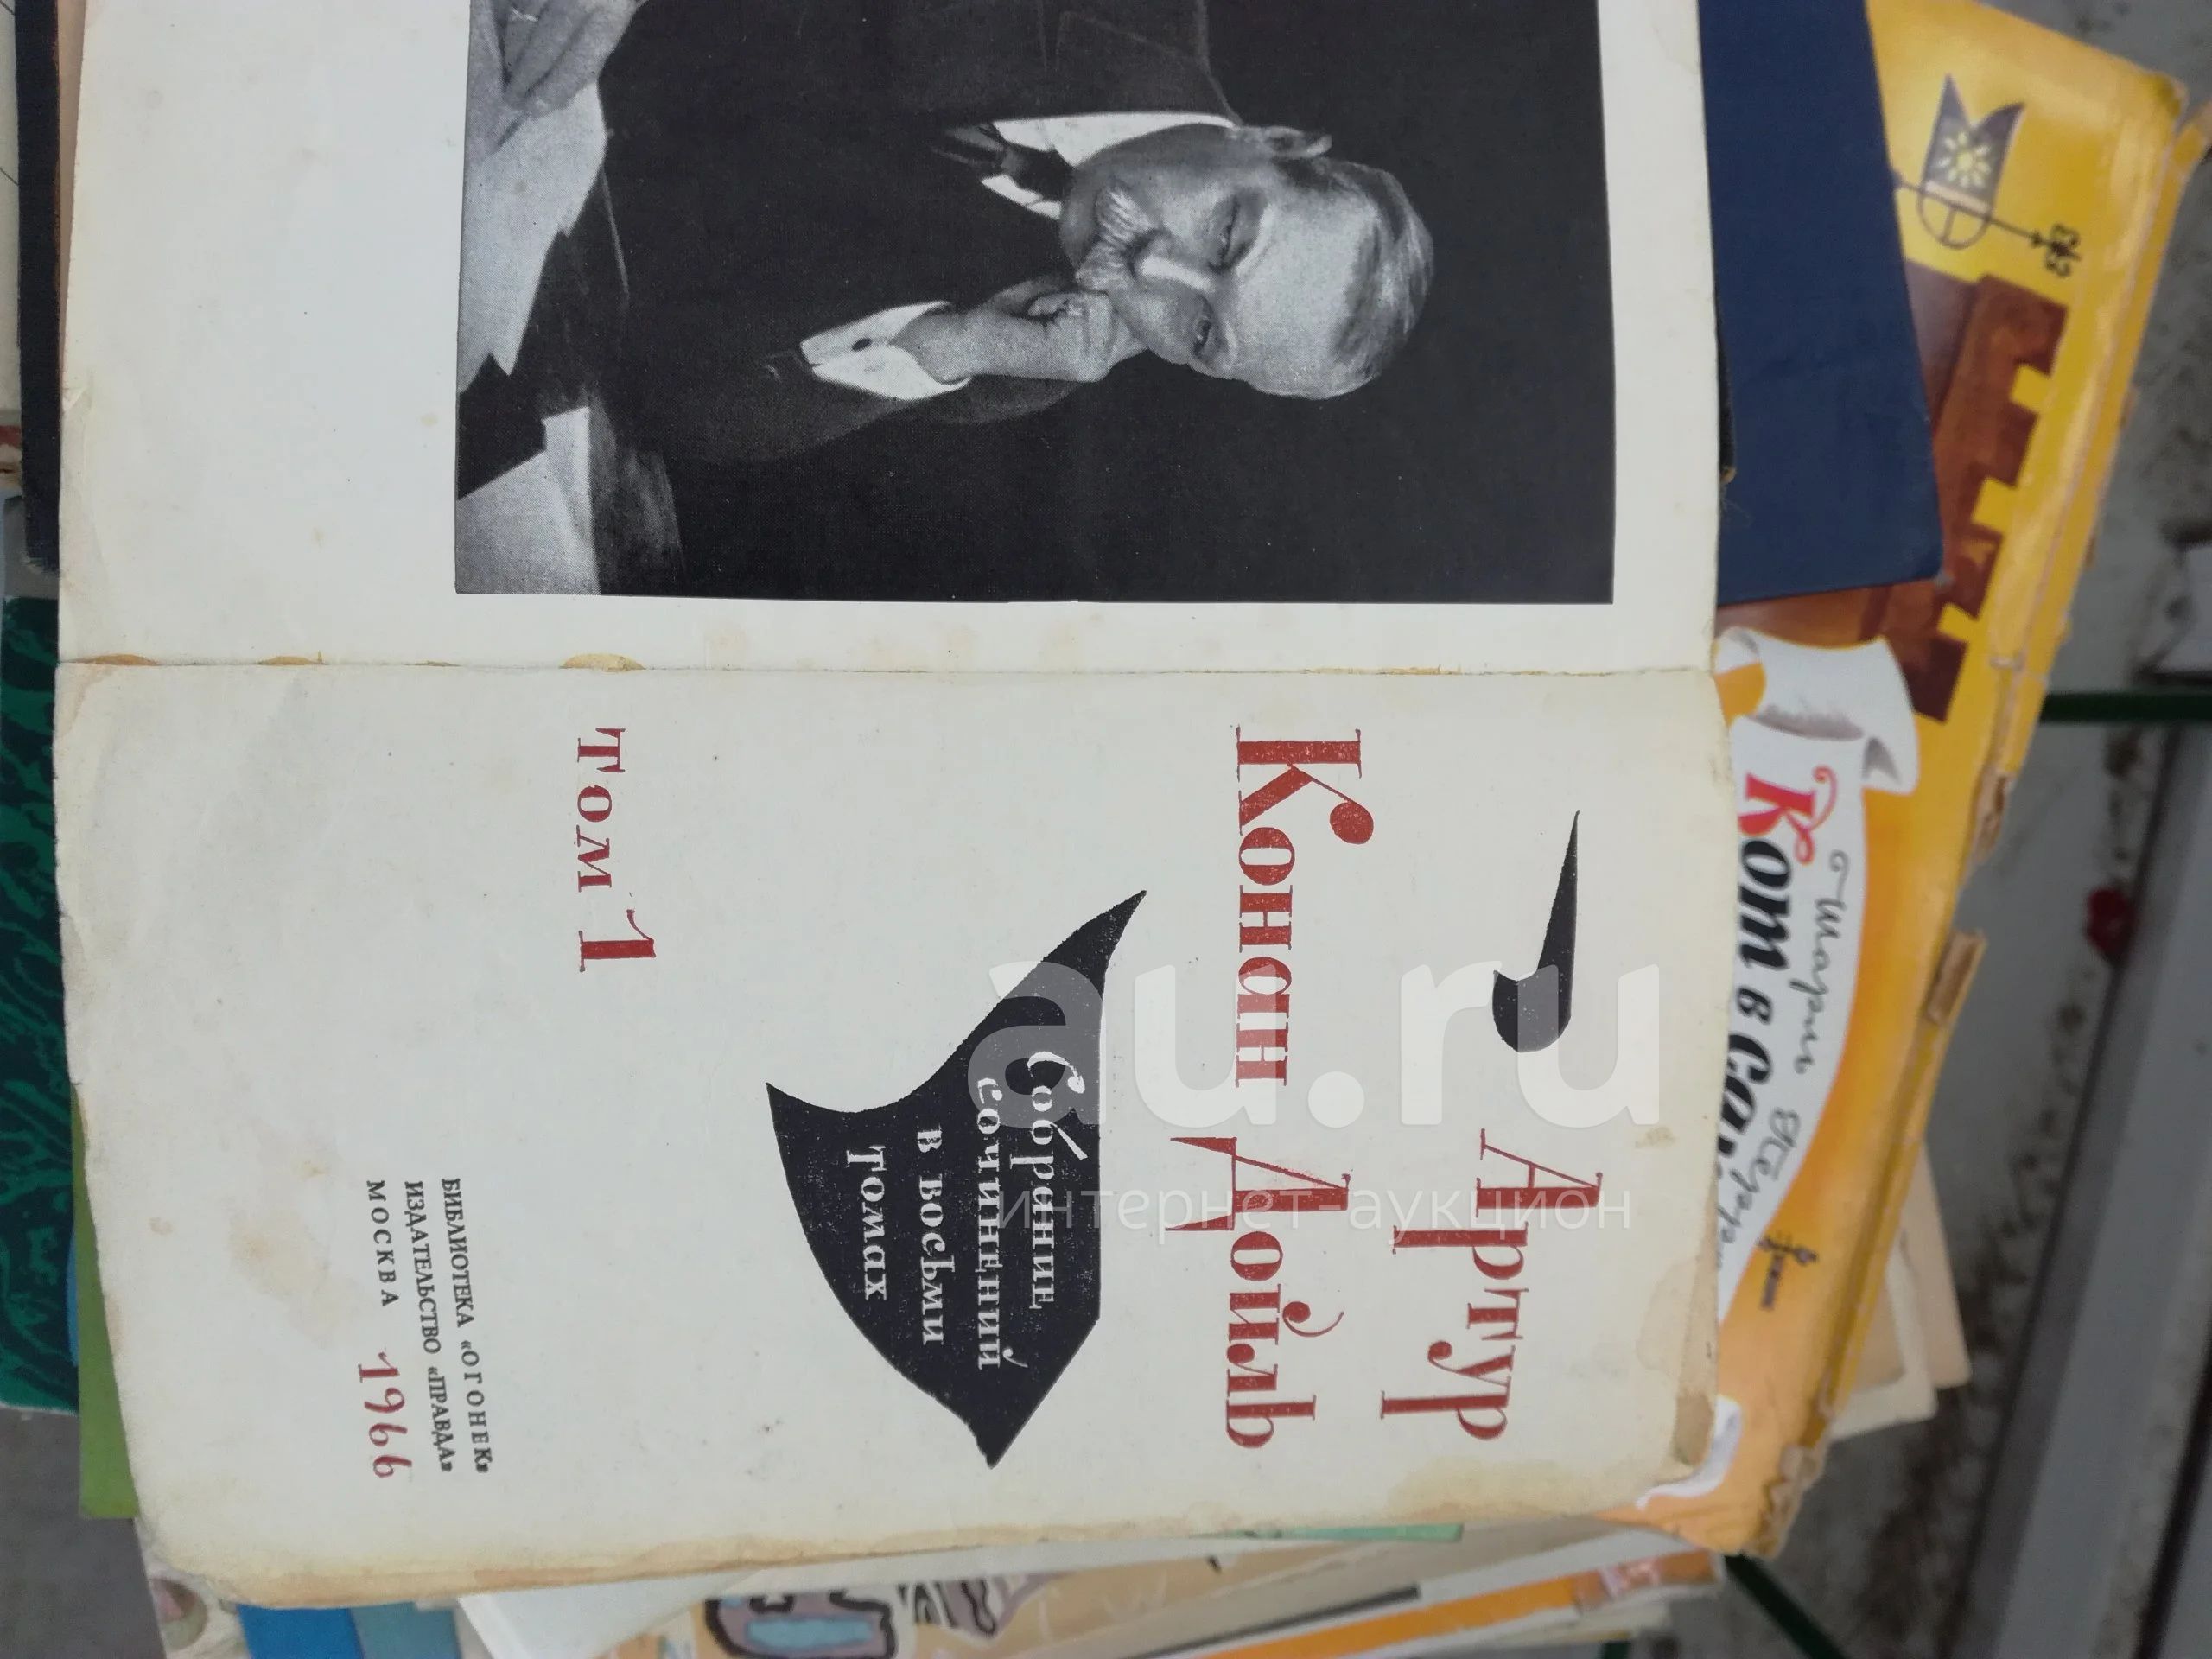 Артур
Конан Дойль
Собрание
сочинений
в восьми
томах
том 1
БИБЛИОТЕКА «ОГОНЕК»
ИЗДАТЕЛЬСТВО «ПРАВДА»
МОСКВА 1966
Шарль
Кот в
au.ru
интернет-аукцион